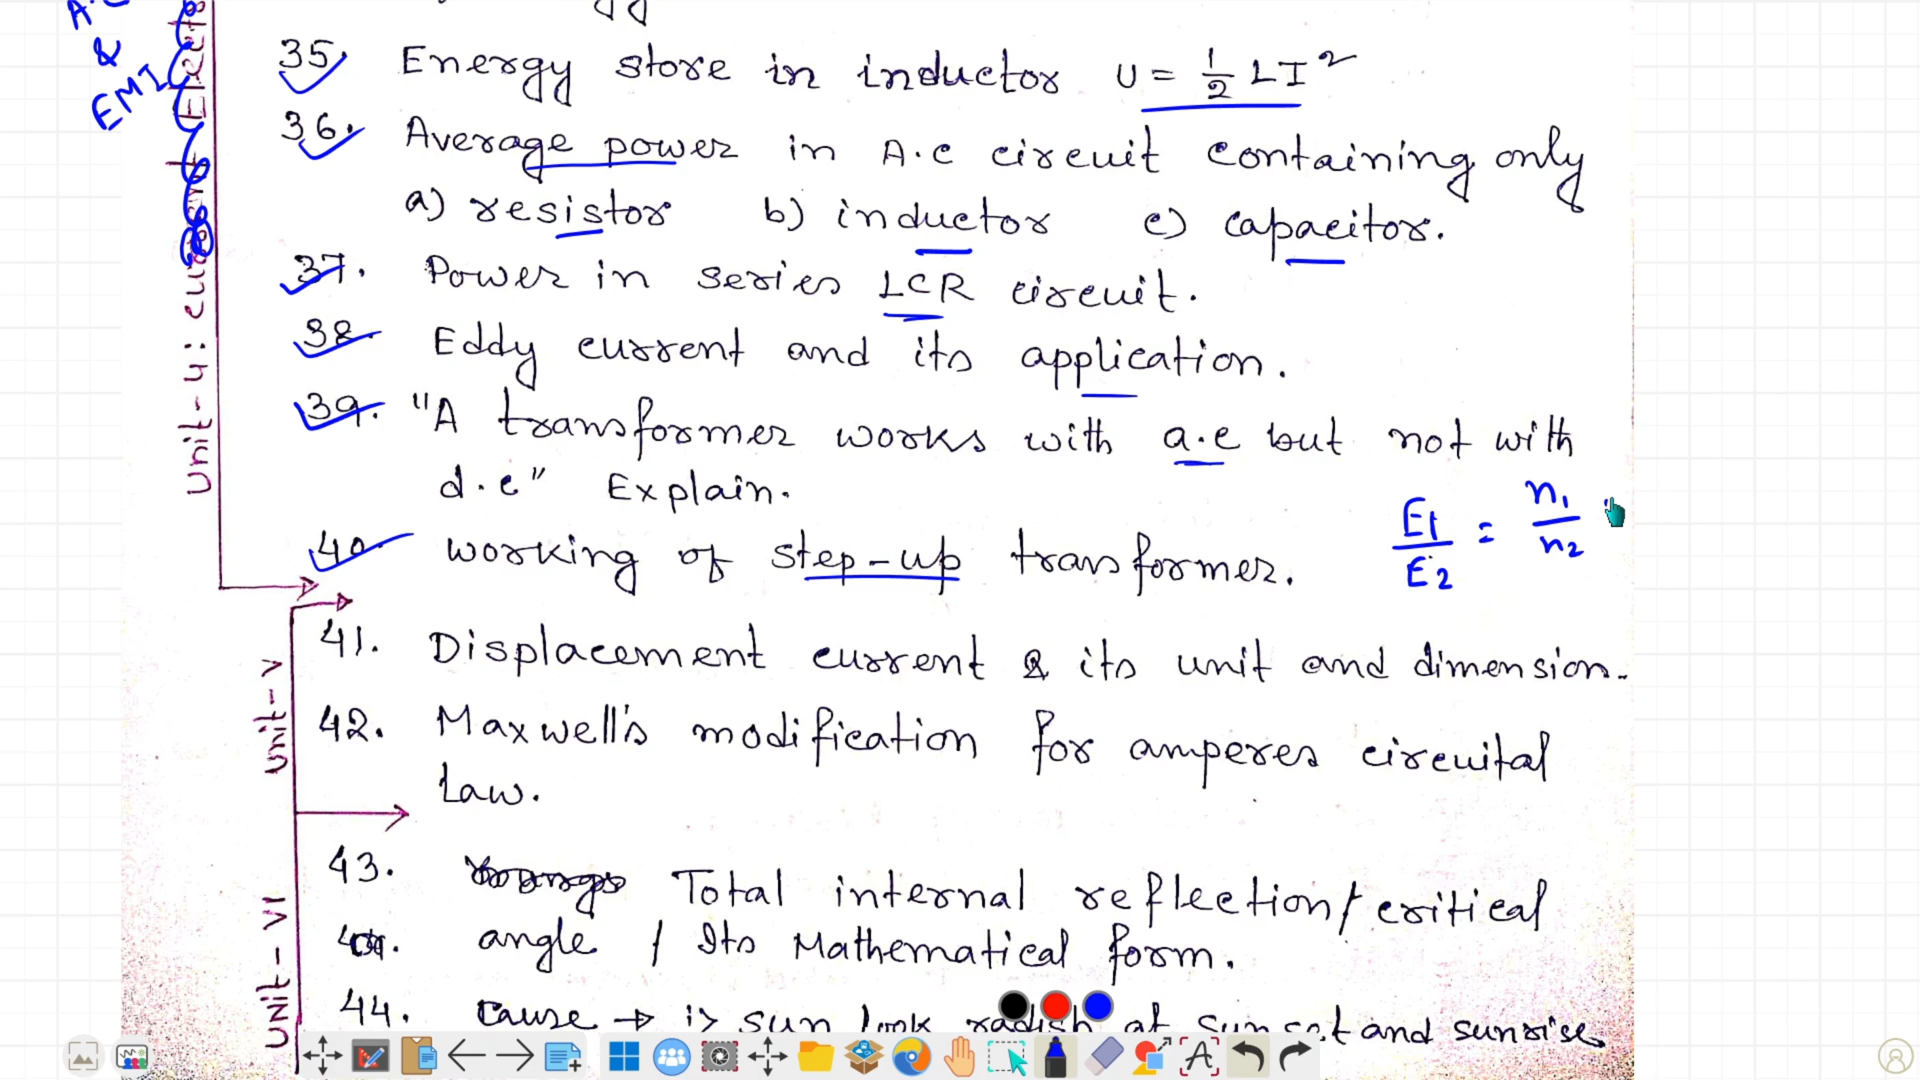 A.C
&
EMI
Unit-4:
35. Energy store in inductor U = 1/2 LI²
36. Average power in A.c circuit containing only
a) resistor b) inductor c) capacitor.
37. Power in series LCR circuit.
38. Eddy current and its application.
39. "A transformer works with a.c but not with
d.c" Explain.
E1/E2 = n1/n2
40. working of step-up transformer.
Unit-V
41. Displacement current & its unit and dimension.
42. Maxwell's modification for amperes circuital
Law.
Unit-VI
43. Total internal reflection/critical
angle / Its Mathematical form.
44. Cause → i> sun look radish at sunset and sunrise